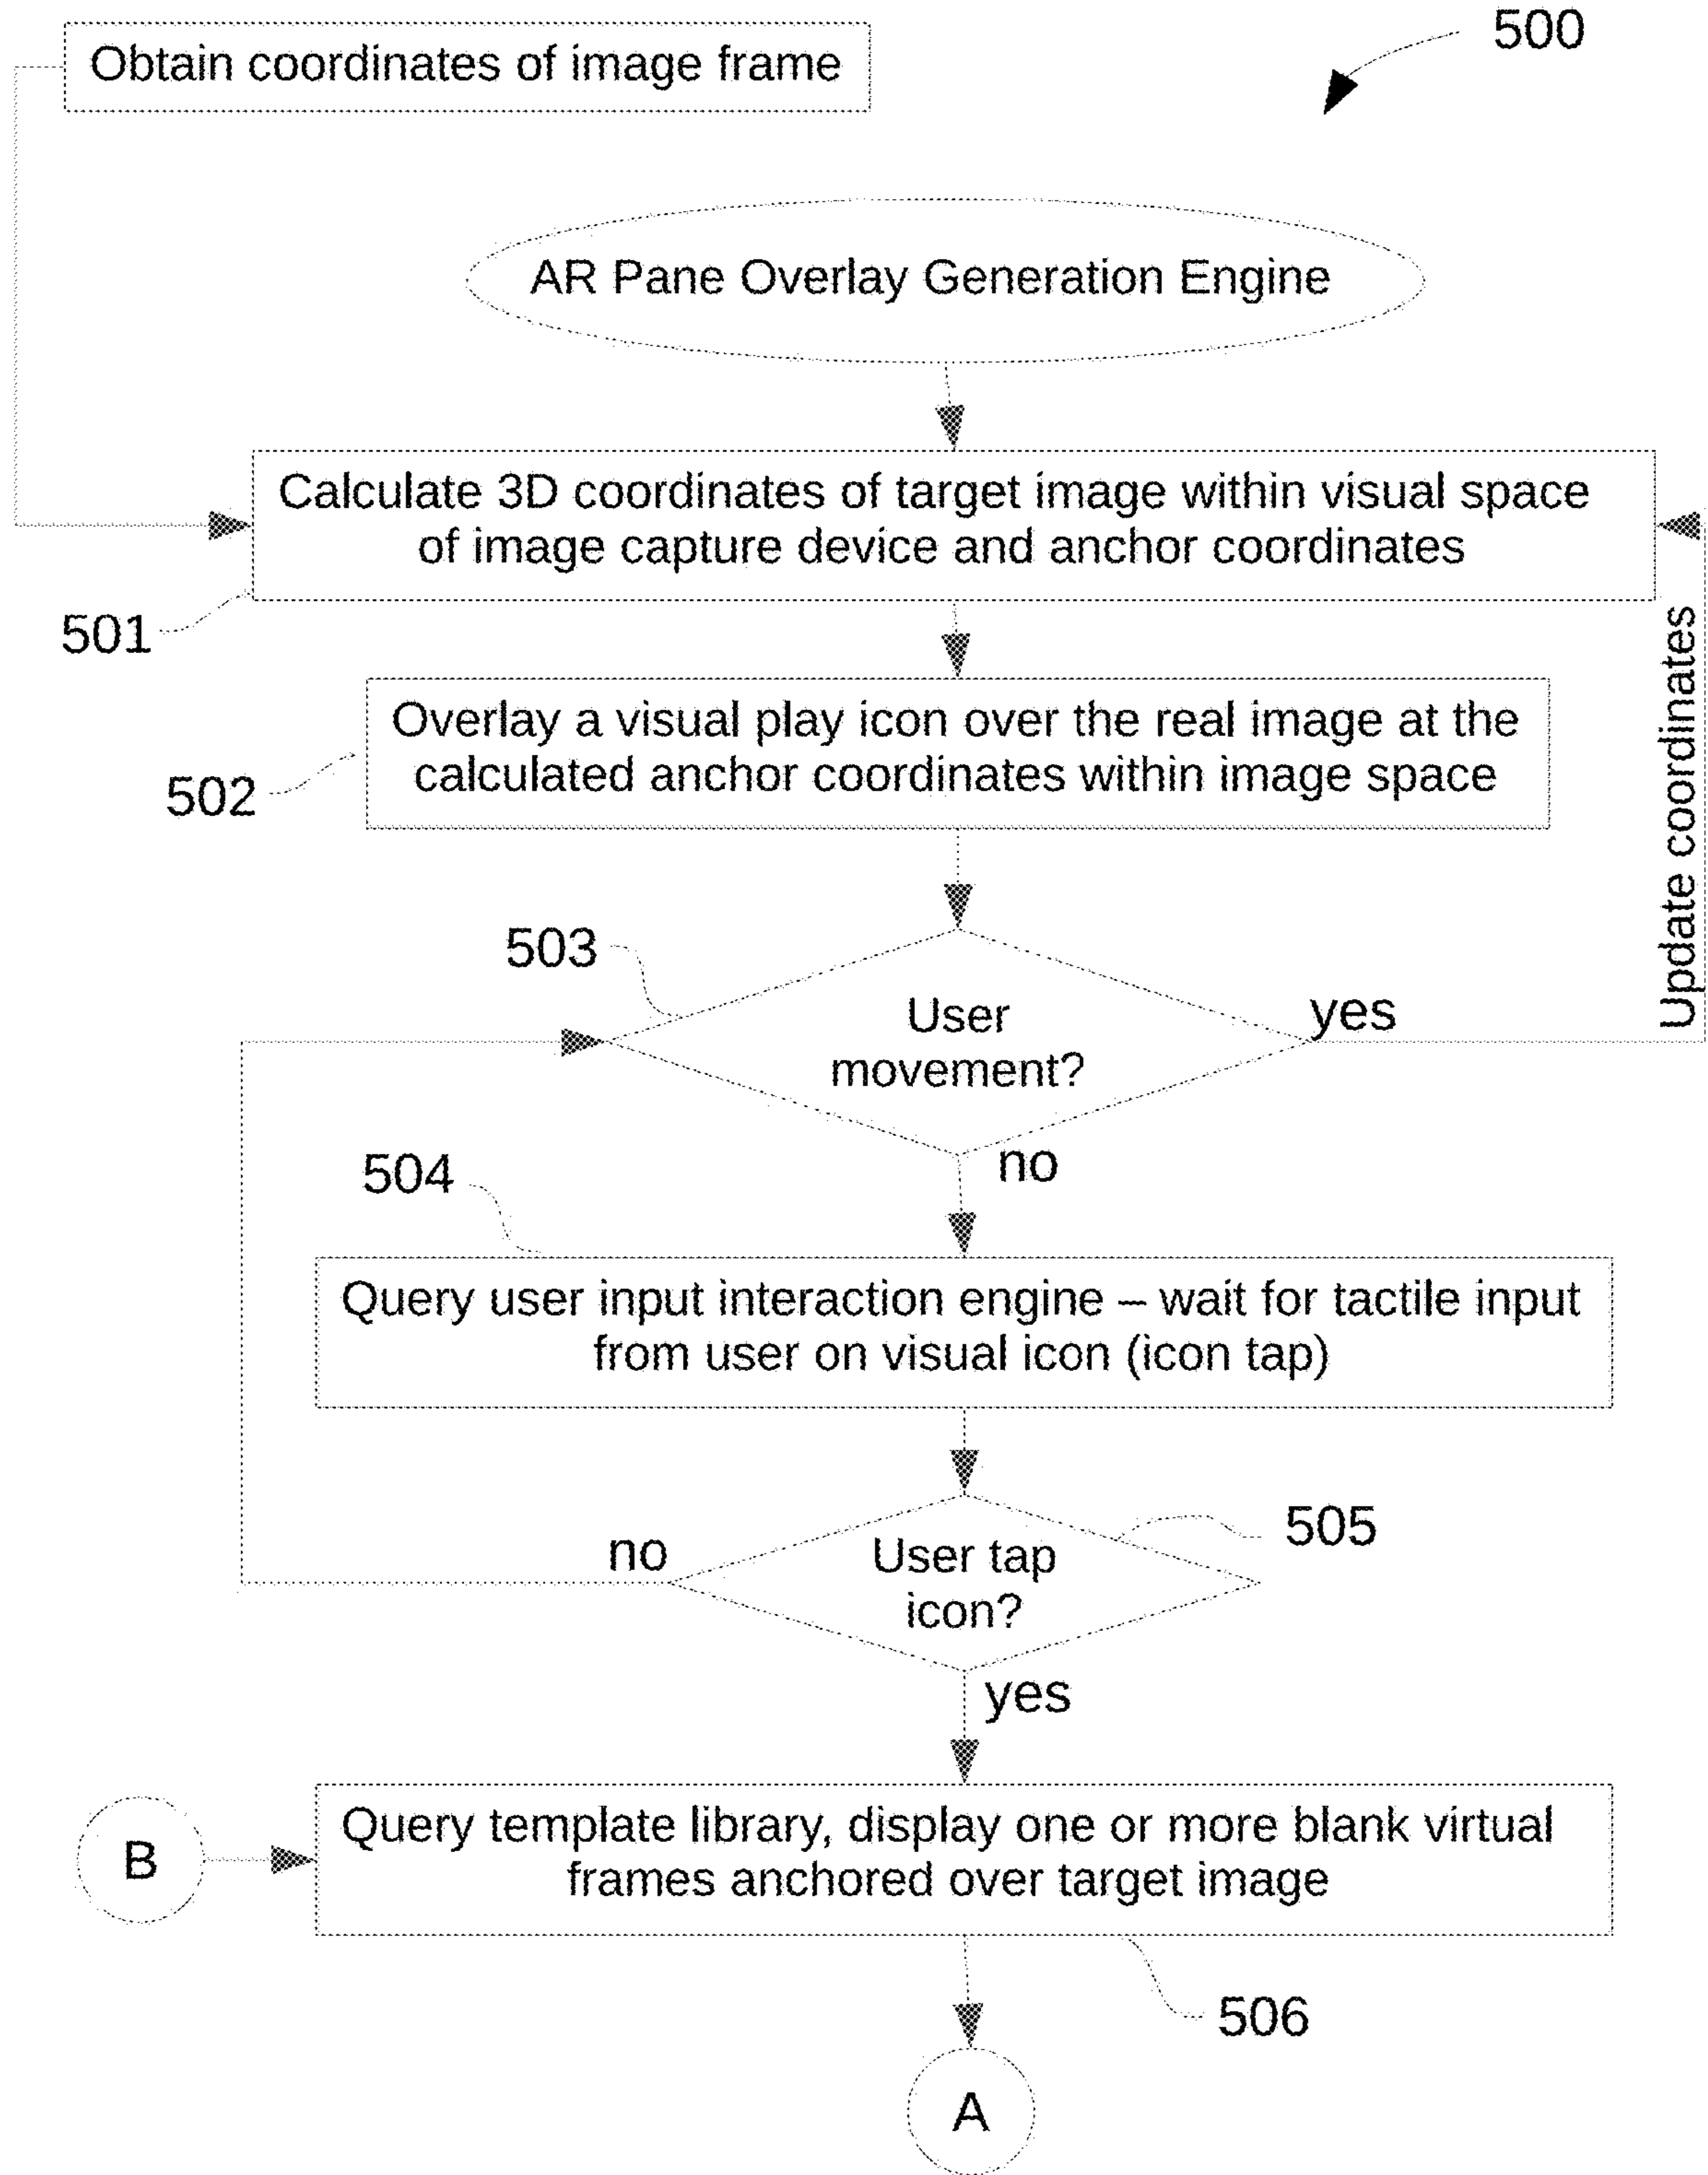 500
Obtain coordinates of image frame
AR Pane Overlay Generation Engine
Calculate 3D coordinates of target image within visual space
of image capture device and anchor coordinates
501
Update coordinates
Overlay a visual play icon over the real image at the
calculated anchor coordinates within image space
502
503
User
movement?
yes
no
504
Query user input interaction engine – wait for tactile input
from user on visual icon (icon tap)
505
User tap
icon?
no
yes
B
Query template library, display one or more blank virtual
frames anchored over target image
506
A